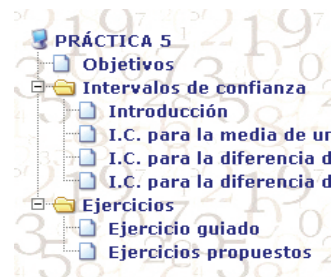 PRÁCTICA 5
Objetivos
Intervalos de confianza
Introducción
I.C. para la media de
I.C. para la diferencia
I.C. para la diferencia
Ejercicios
Ejercicio guiado
Ejercicios propuestos